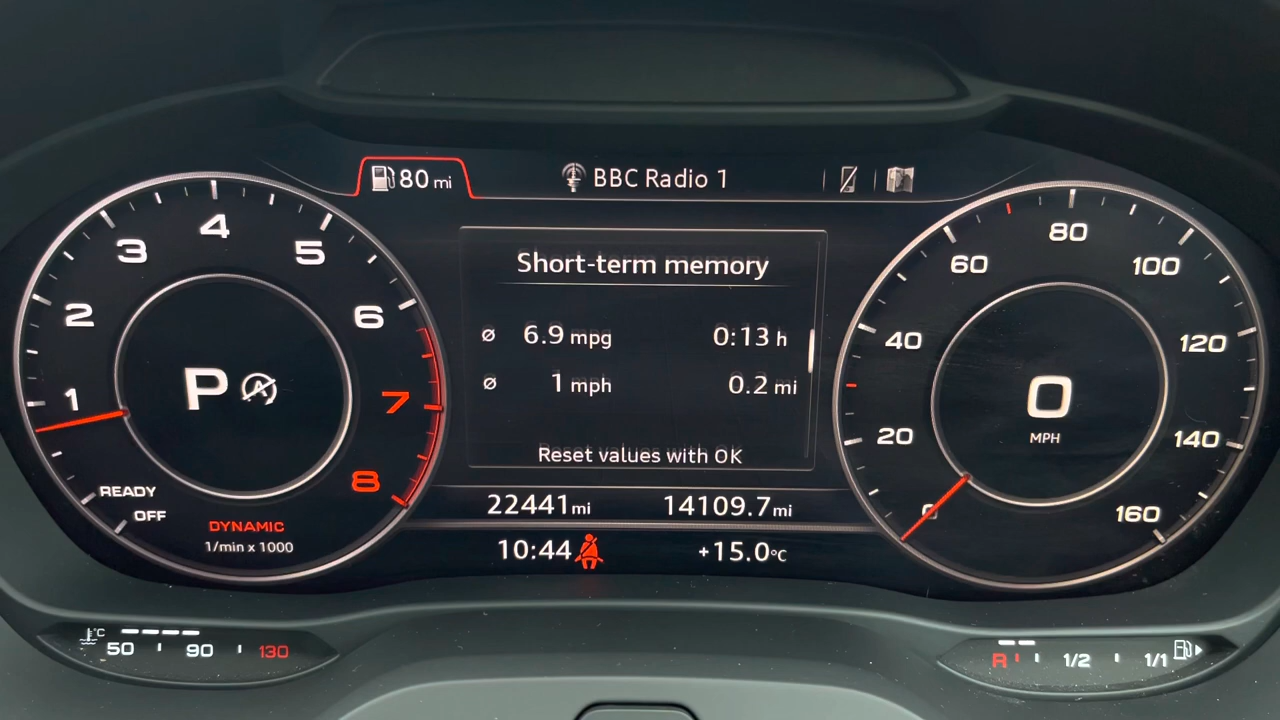 80 mi
BBC Radio 1
1 2 3 4 5 6 7 8
READY
OFF
DYNAMIC
1/min x 1000
P A
Short-term memory
ø 6.9 mpg 0:13 h
ø 1 mph 0.2 mi
Reset values with OK
22441 mi 14109.7 mi
10:44 +15.0 °C
0 20 40 60 80 100 120 140 160
0
MPH
°C
50 90 130
R 1/2 1/1